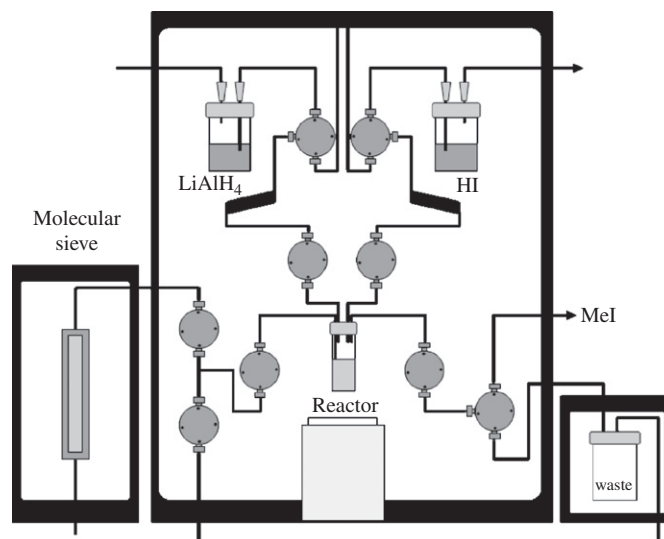 LiAlH₄
HI
Molecular
sieve
MeI
Reactor
waste